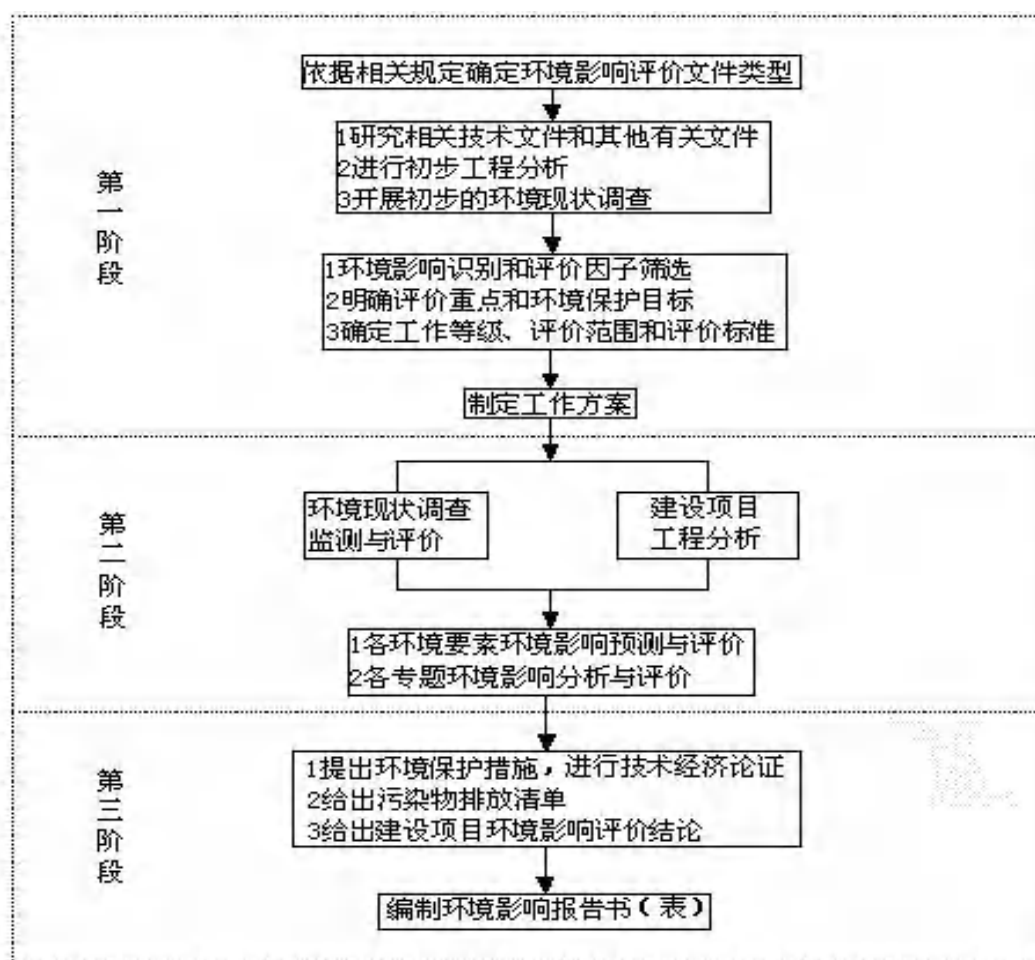 依据相关规定确定环境影响评价文件类型
1研究相关技术文件和其他有关文件
2进行初步工程分析
3开展初步的环境现状调查
第一阶段
1环境影响识别和评价因子筛选
2明确评价重点和环境保护目标
3确定工作等级、评价范围和评价标准
制定工作方案
第二阶段
环境现状调查
监测与评价
建设项目
工程分析
1各环境要素环境影响预测与评价
2各专题环境影响分析与评价
第三阶段
1提出环境保护措施，进行技术经济论证
2给出污染物排放清单
3给出建设项目环境影响评价结论
编制环境影响报告书（表）